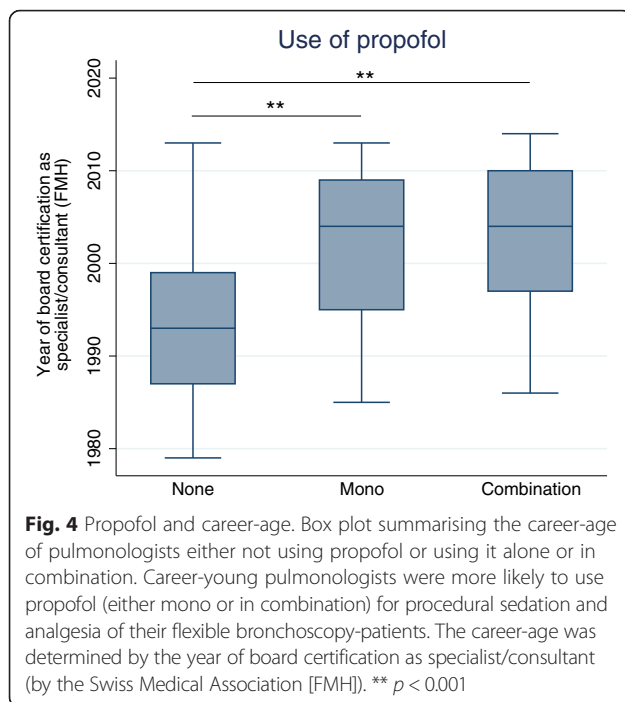 Use of propofol
**
**
Year of board certification as
specialist/consultant (FMH)
2020
2010
2000
1990
1980
None Mono Combination
Fig. 4 Propofol and career-age. Box plot summarising the career-age
of pulmonologists either not using propofol or using it alone or in
combination. Career-young pulmonologists were more likely to use
propofol (either mono or in combination) for procedural sedation and
analgesia of their flexible bronchoscopy-patients. The career-age was
determined by the year of board certification as specialist/consultant
(by the Swiss Medical Association [FMH]). ** p < 0.001